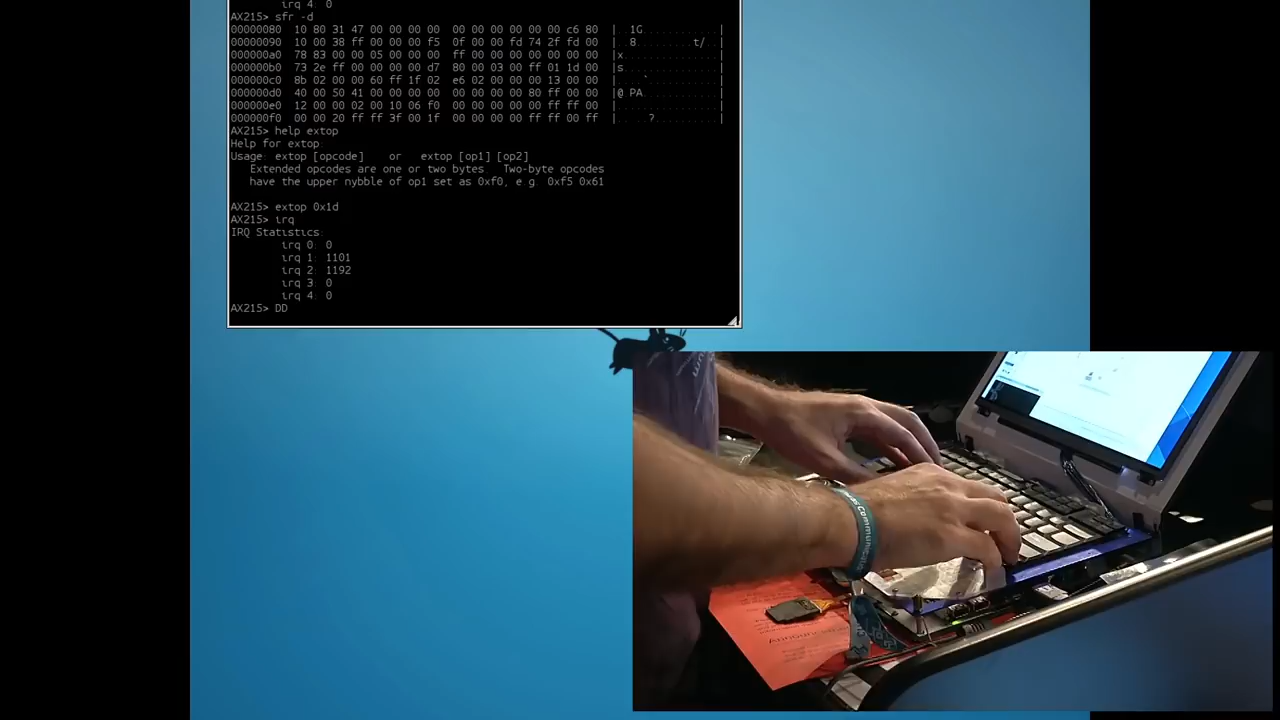 irq 4: 0
AX215> sfr -d
00000080 10 80 31 47 00 00 00 00 00 00 00 00 00 00 c6 80 | 1G |
00000090 10 00 38 ff 00 00 00 f5 0f 00 00 fd 74 2f fd 00 | 8 t/ |
000000a0 78 83 00 00 05 00 00 00 ff 00 00 00 00 00 00 00 |x |
000000b0 73 2e ff 00 00 00 00 d7 80 00 03 00 ff 01 1d 00 |s |
000000c0 8b 02 00 00 60 ff 1f 02 e6 02 00 00 00 13 00 00 | ` |
000000d0 40 00 50 41 00 00 00 00 00 00 00 80 ff 00 00 00 |@ PA |
000000e0 12 00 00 02 00 10 06 f0 00 00 00 00 00 ff ff 00 | |
000000f0 00 00 20 ff ff 3f 00 1f 00 00 00 00 ff ff 00 ff | ? |
AX215> help extop
Help for extop:
Usage: extop [opcode] or extop [op1] [op2]
Extended opcodes are one or two bytes. Two-byte opcodes
have the upper nybble of op1 set as 0xf0, e.g. 0xf5 0x61
AX215> extop 0x1d
AX215> irq
IRQ Statistics:
irq 0: 0
irq 1: 1101
irq 2: 1192
irq 3: 0
irq 4: 0
AX215> DD